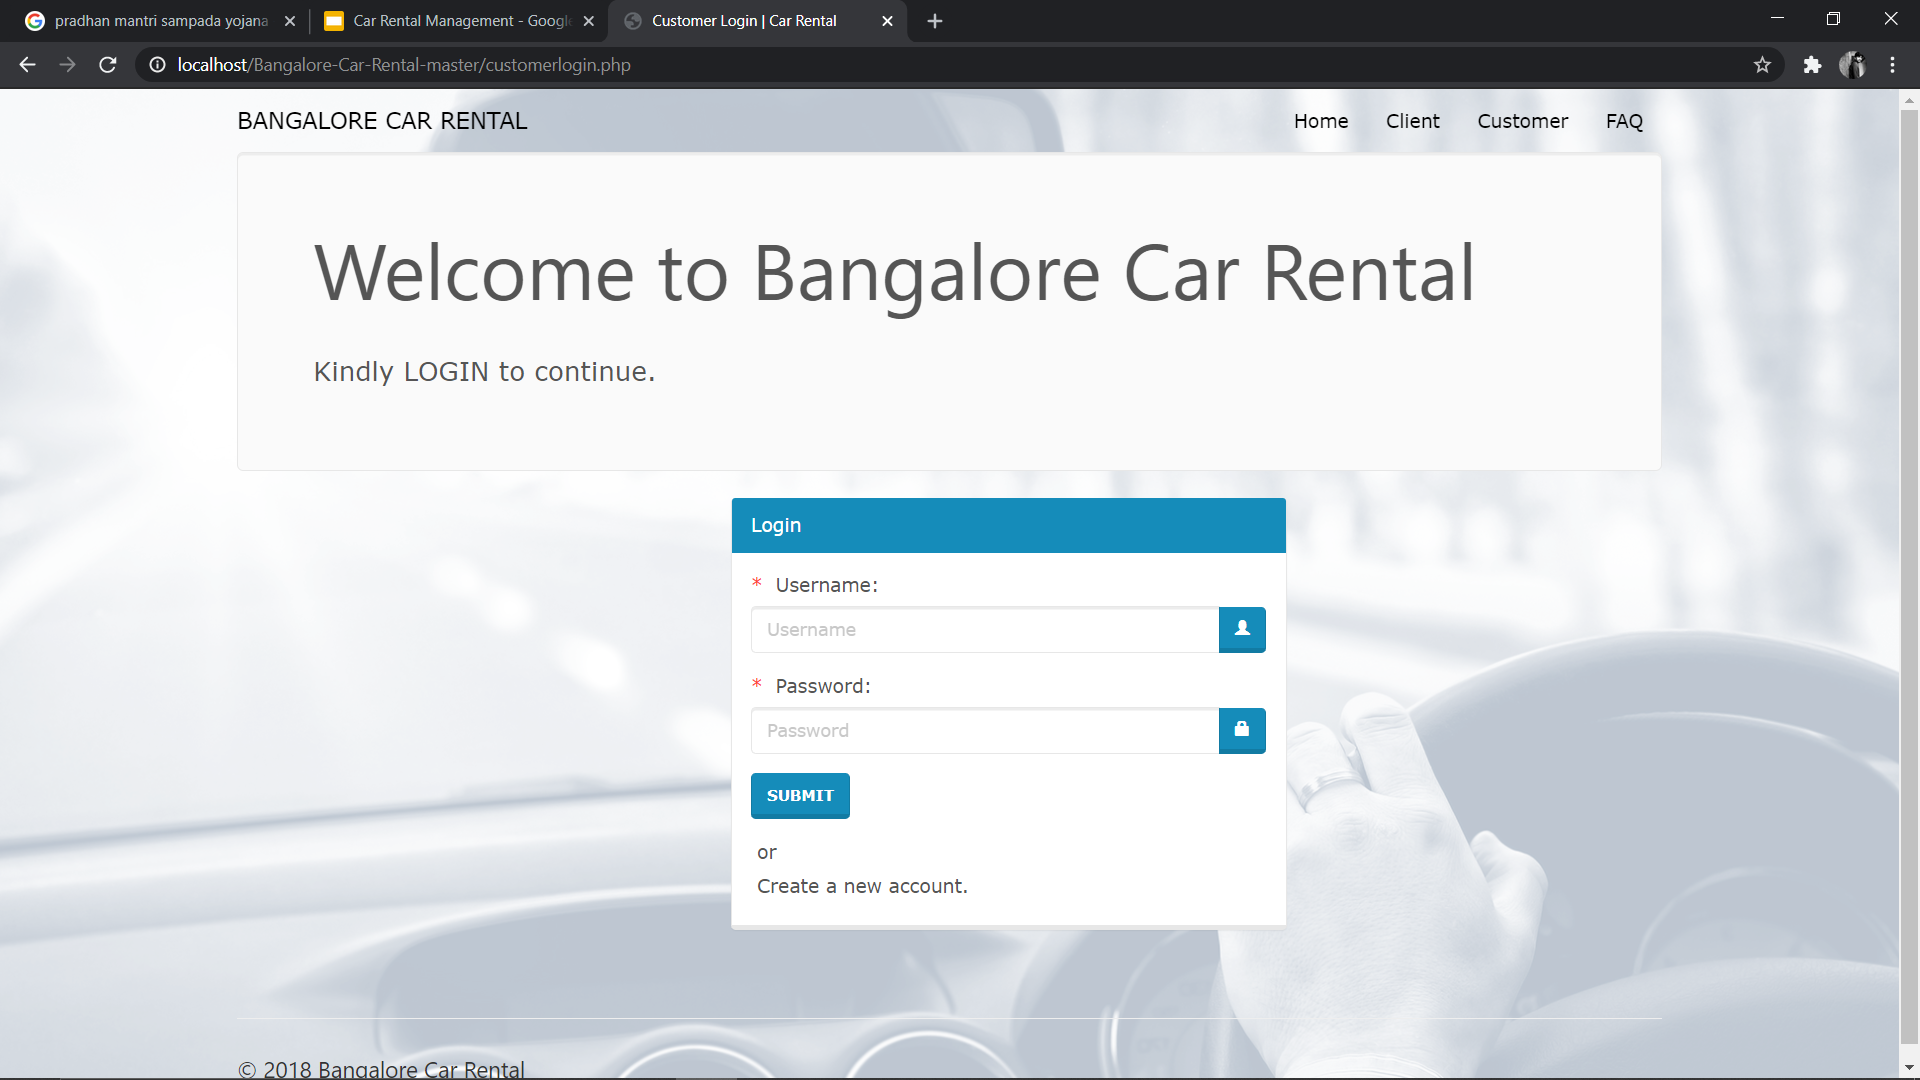 pradhan mantri sampada yojana
Car Rental Management - Google
Customer Login | Car Rental
localhost/Bangalore-Car-Rental-master/customerlogin.php
BANGALORE CAR RENTAL
Home
Client
Customer
FAQ
Welcome to Bangalore Car Rental
Kindly LOGIN to continue.
Login
* Username:
Username
* Password:
Password
SUBMIT
or
Create a new account.
© 2018 Bangalore Car Rental